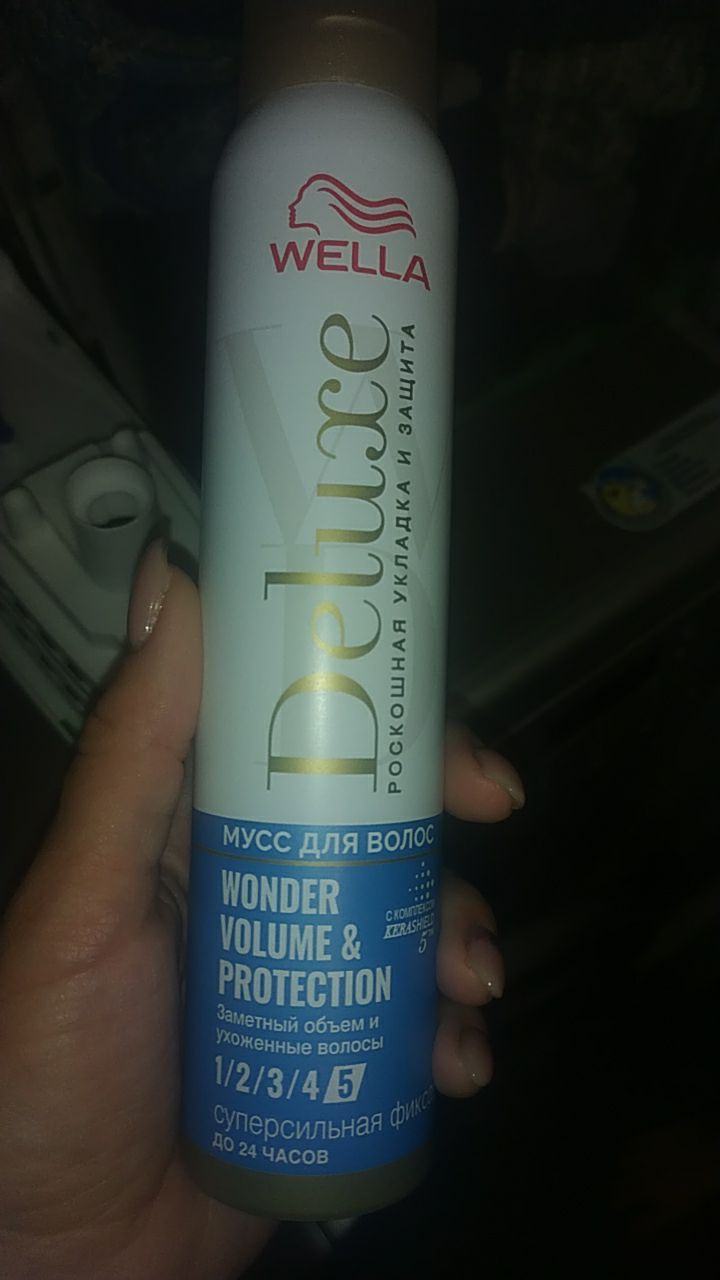 WELLA
Deluxe
РОСКОШНАЯ УКЛАДКА И ЗАЩИТА
МУСС ДЛЯ ВОЛОС
WONDER
VOLUME &
PROTECTION
С КОМПЛЕКСОМ
KERASHIELD
5
Заметный объем и
ухоженные волосы
1/2/3/4/5
суперсильная
ДО 24 ЧАСОВ